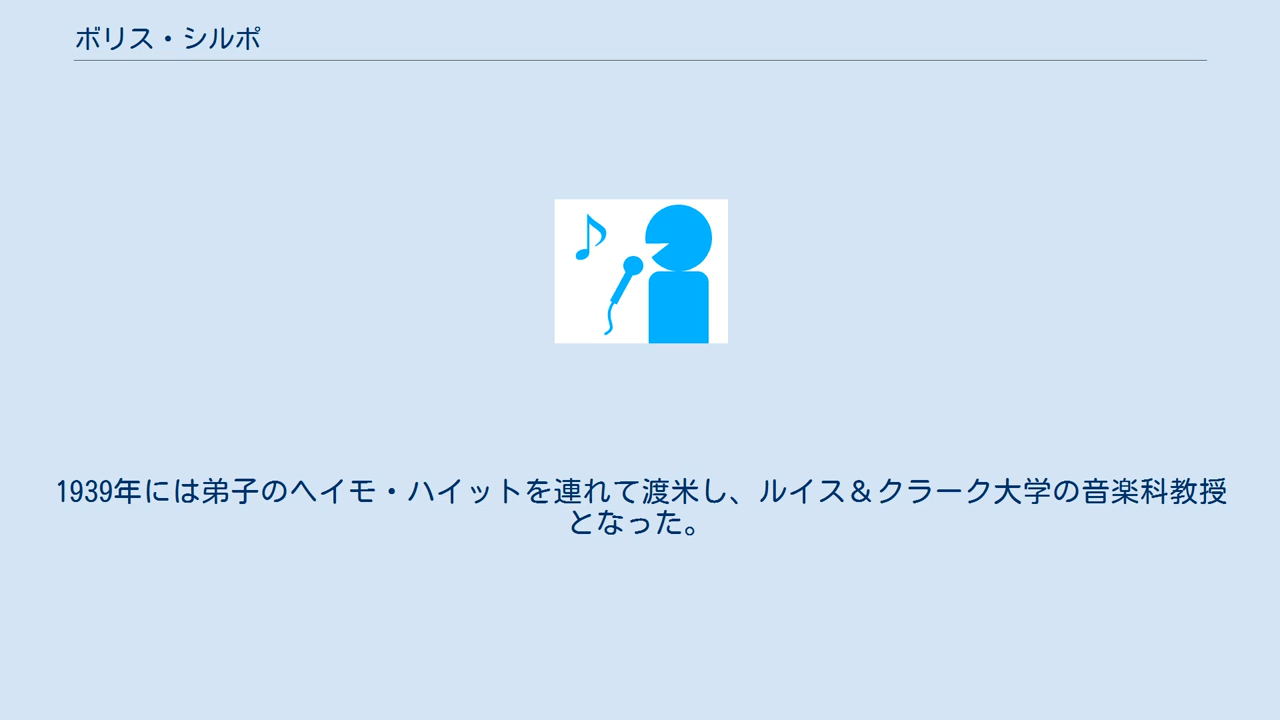 ボリス・シルポ
1939年には弟子のヘイモ・ハイットを連れて渡米し、ルイス＆クラーク大学の音楽科教授
となった。